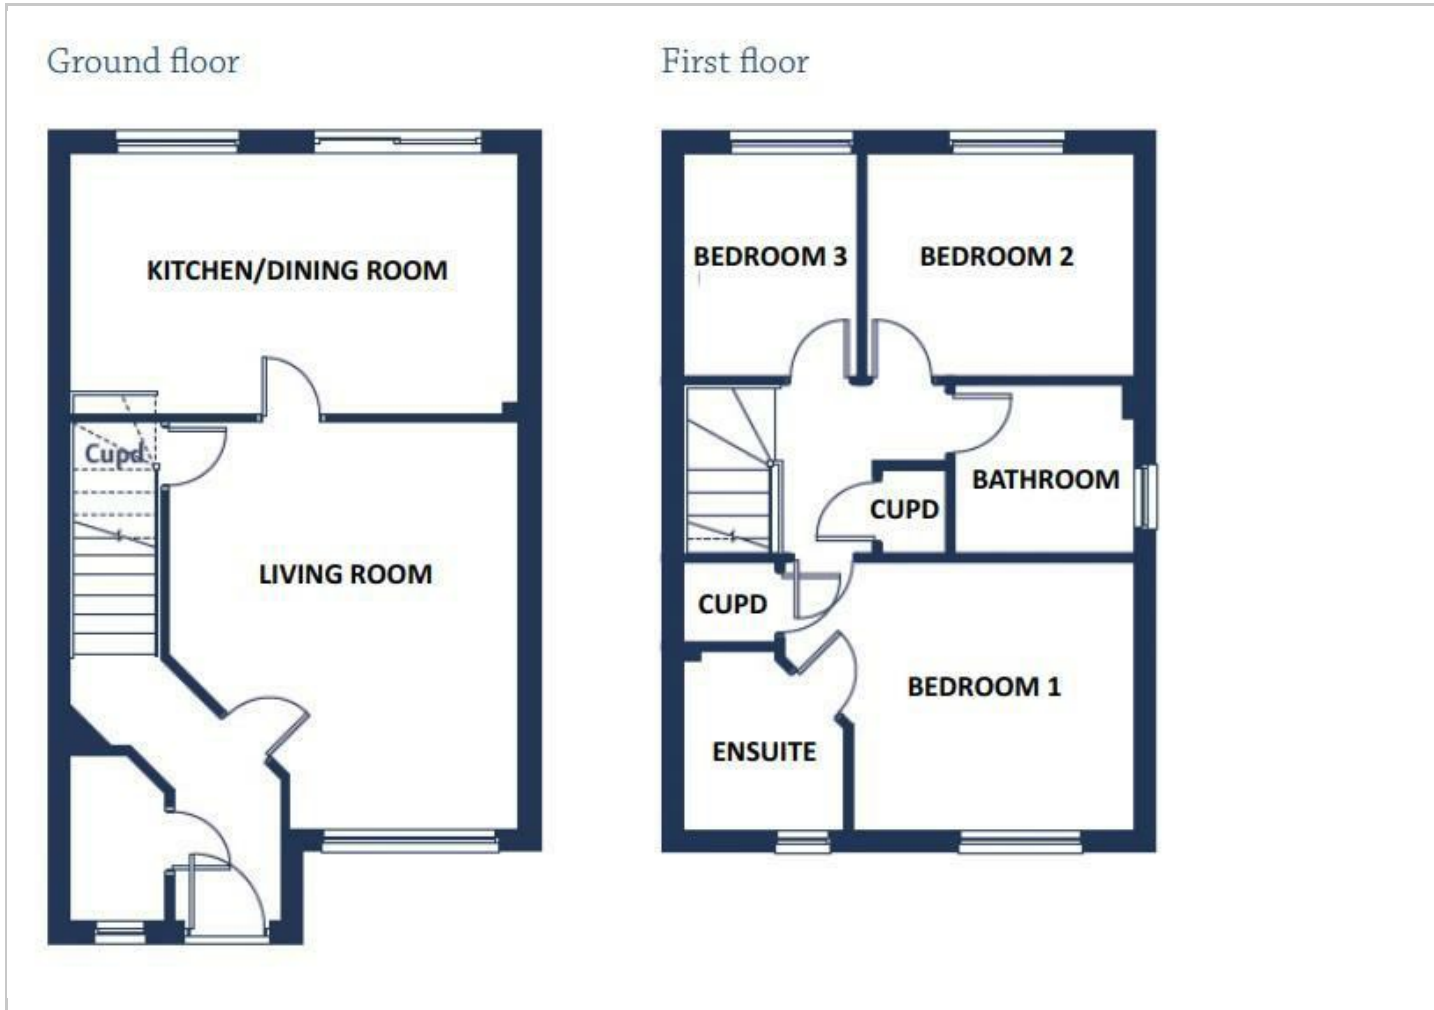 Ground floor
KITCHEN/DINING ROOM
Cupd
LIVING ROOM
First floor
BEDROOM 3
BEDROOM 2
BATHROOM
CUPD
CUPD
BEDROOM 1
ENSUITE